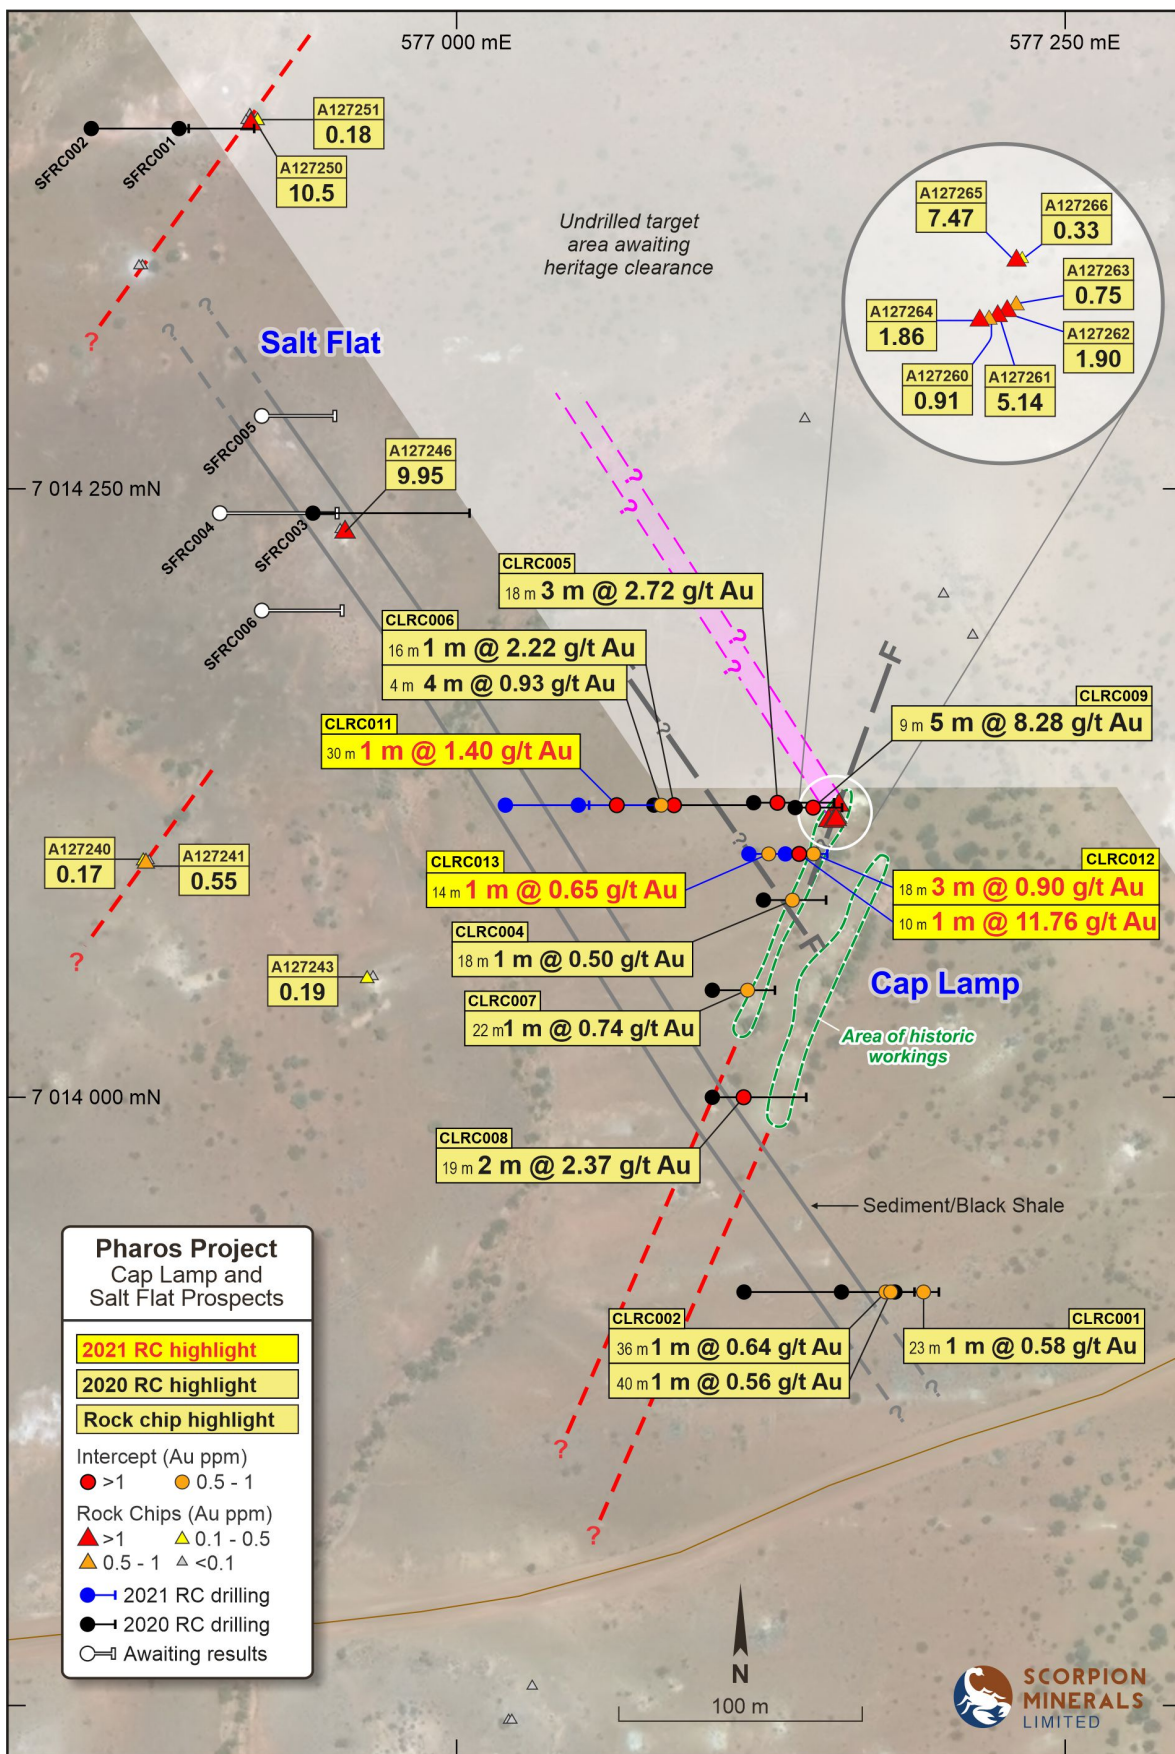 577 000 mE
577 250 mE
A127251
0.18
A127250
10.5
SFRC002
SFRC001
Undrilled target
area awaiting
heritage clearance
A127265
7.47
A127266
0.33
A127263
0.75
A127264
1.86
A127262
1.90
A127260
0.91
A127261
5.14
?
?
?
Salt Flat
SFRC005
A127246
9.95
7 014 250 mN
SFRC004
SFRC003
?
?
SFRC006
CLRC005
18 m 3 m @ 2.72 g/t Au
CLRC006
16 m 1 m @ 2.22 g/t Au
4 m 4 m @ 0.93 g/t Au
?
?
F
CLRC009
9 m 5 m @ 8.28 g/t Au
CLRC011
30 m 1 m @ 1.40 g/t Au
?
?
?
A127240
0.17
A127241
0.55
CLRC013
14 m 1 m @ 0.65 g/t Au
CLRC012
18 m 3 m @ 0.90 g/t Au
10 m 1 m @ 11.76 g/t Au
CLRC004
18 m 1 m @ 0.50 g/t Au
F
?
A127243
0.19
Cap Lamp
CLRC007
22 m 1 m @ 0.74 g/t Au
Area of historic
workings
7 014 000 mN
CLRC008
19 m 2 m @ 2.37 g/t Au
Sediment/Black Shale
CLRC002
36 m 1 m @ 0.64 g/t Au
40 m 1 m @ 0.56 g/t Au
CLRC001
23 m 1 m @ 0.58 g/t Au
?
?
?
?
Pharos Project
Cap Lamp and
Salt Flat Prospects
2021 RC highlight
2020 RC highlight
Rock chip highlight
Intercept (Au ppm)
>1 0.5 - 1
Rock Chips (Au ppm)
>1 0.1 - 0.5
0.5 - 1 <0.1
2021 RC drilling
2020 RC drilling
Awaiting results
N
100 m
SCORPION
MINERALS
LIMITED